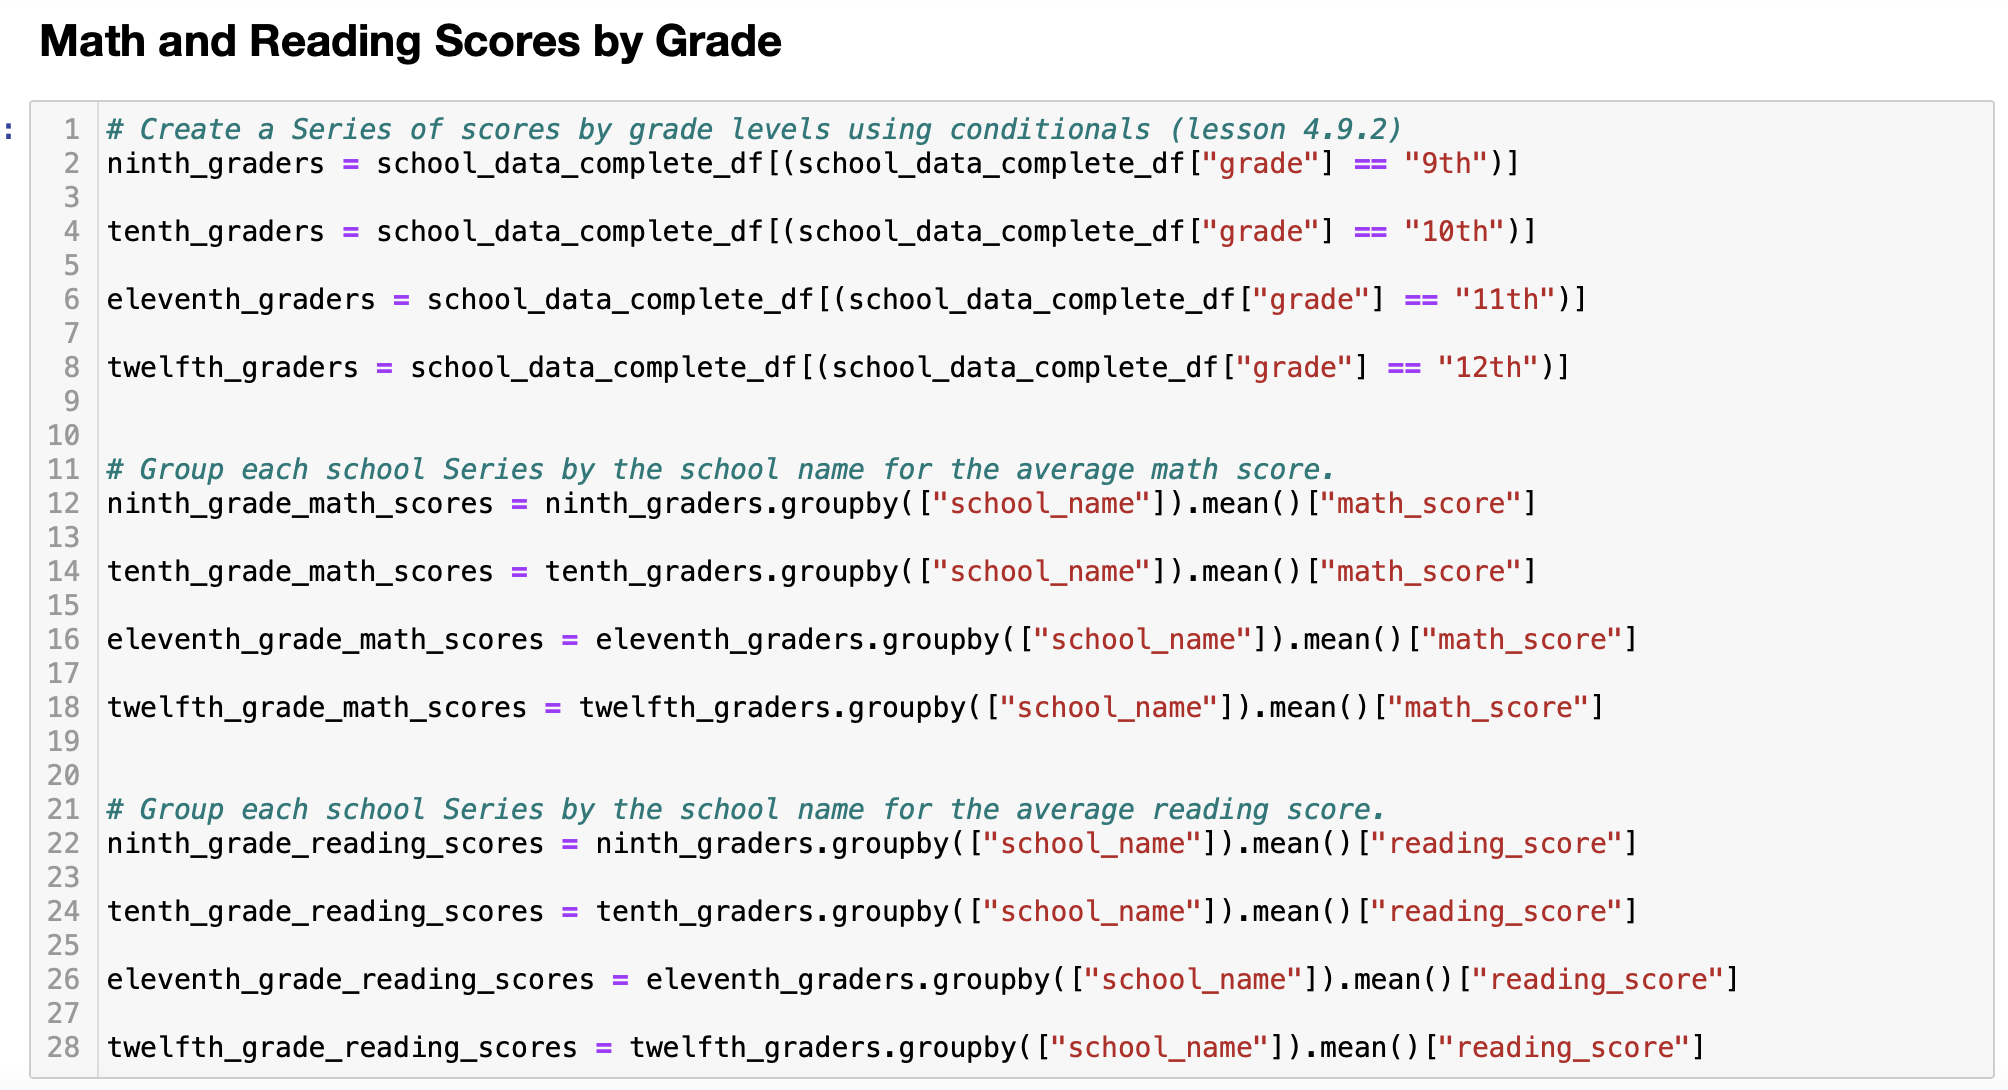 Math and Reading Scores by Grade
:
1 # Create a Series of scores by grade levels using conditionals (lesson 4.9.2)
2 ninth_graders = school_data_complete_df[(school_data_complete_df["grade"] == "9th")]
3
4 tenth_graders = school_data_complete_df[(school_data_complete_df["grade"] == "10th")]
5
6 eleventh_graders = school_data_complete_df[(school_data_complete_df["grade"] == "11th")]
7
8 twelfth_graders = school_data_complete_df[(school_data_complete_df["grade"] == "12th")]
9
10
11 # Group each school Series by the school name for the average math score.
12 ninth_grade_math_scores = ninth_graders.groupby(["school_name"]).mean()["math_score"]
13
14 tenth_grade_math_scores = tenth_graders.groupby(["school_name"]).mean()["math_score"]
15
16 eleventh_grade_math_scores = eleventh_graders.groupby(["school_name"]).mean()["math_score"]
17
18 twelfth_grade_math_scores = twelfth_graders.groupby(["school_name"]).mean()["math_score"]
19
20
21 # Group each school Series by the school name for the average reading score.
22 ninth_grade_reading_scores = ninth_graders.groupby(["school_name"]).mean()["reading_score"]
23
24 tenth_grade_reading_scores = tenth_graders.groupby(["school_name"]).mean()["reading_score"]
25
26 eleventh_grade_reading_scores = eleventh_graders.groupby(["school_name"]).mean()["reading_score"]
27
28 twelfth_grade_reading_scores = twelfth_graders.groupby(["school_name"]).mean()["reading_score"]